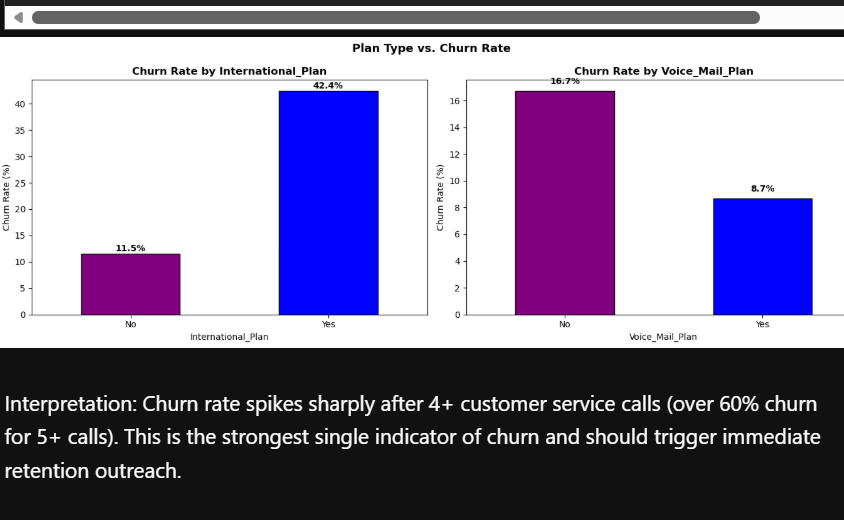 Plan Type vs. Churn Rate
Churn Rate by International_Plan
Churn Rate (%)
40
35
30
25
20
15
10
5
0
42.4%
11.5%
No
Yes
International_Plan
Churn Rate by Voice_Mail_Plan
Churn Rate (%)
16
14
12
10
8
6
4
2
0
16.7%
8.7%
No
Yes
Voice_Mail_Plan
Interpretation: Churn rate spikes sharply after 4+ customer service calls (over 60% churn
for 5+ calls). This is the strongest single indicator of churn and should trigger immediate
retention outreach.